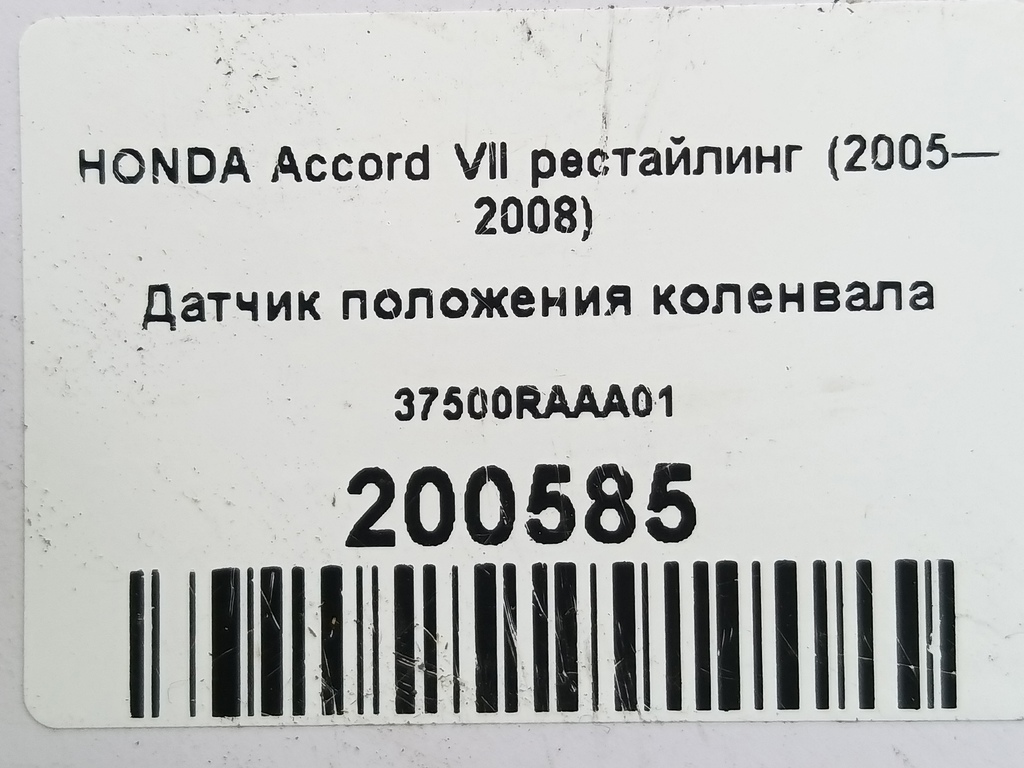 HONDA Accord VII рестайлинг (2005—
2008)
Датчик положения коленвала
37500RAAA01
200585